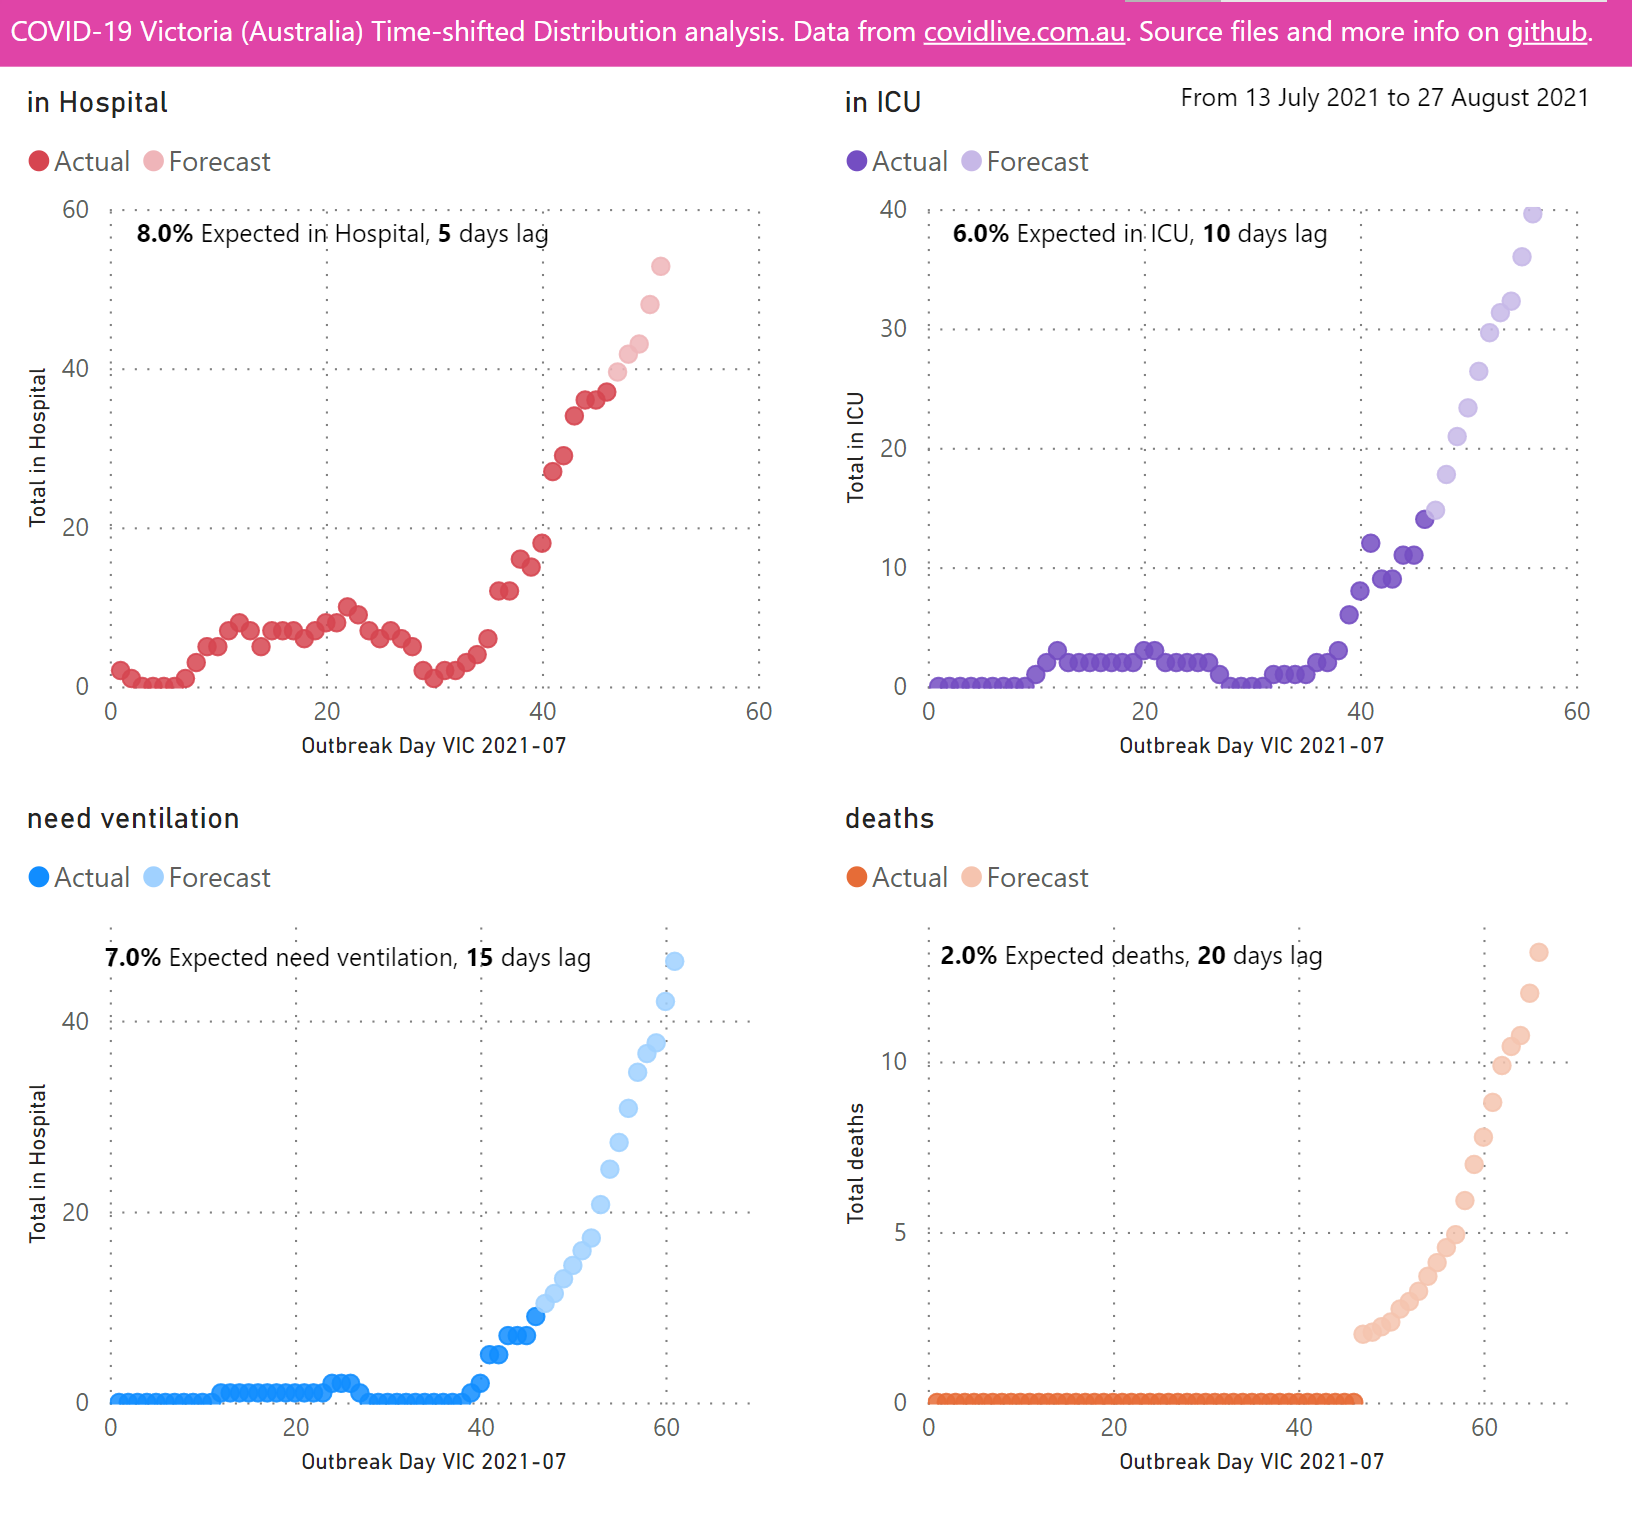 COVID-19 Victoria (Australia) Time-shifted Distribution analysis. Data from covidlive.com.au. Source files and more info on github.
in Hospital
Actual Forecast
8.0% Expected in Hospital, 5 days lag
60
40
20
0
0 20 40 60
Total in Hospital
Outbreak Day VIC 2021-07
in ICU
From 13 July 2021 to 27 August 2021
Actual Forecast
6.0% Expected in ICU, 10 days lag
40
30
20
10
0
0 20 40 60
Total in ICU
Outbreak Day VIC 2021-07
need ventilation
Actual Forecast
7.0% Expected need ventilation, 15 days lag
40
20
0
0 20 40 60
Total in Hospital
Outbreak Day VIC 2021-07
deaths
Actual Forecast
2.0% Expected deaths, 20 days lag
10
5
0
0 20 40 60
Total deaths
Outbreak Day VIC 2021-07